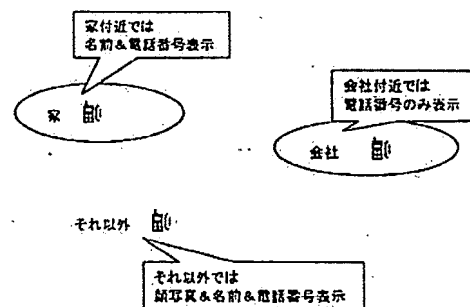 家付近では
名前&電話番号表示
家
会社付近では
電話番号のみ表示
会社
それ以外
それ以外では
顔写真&名前&電話番号表示